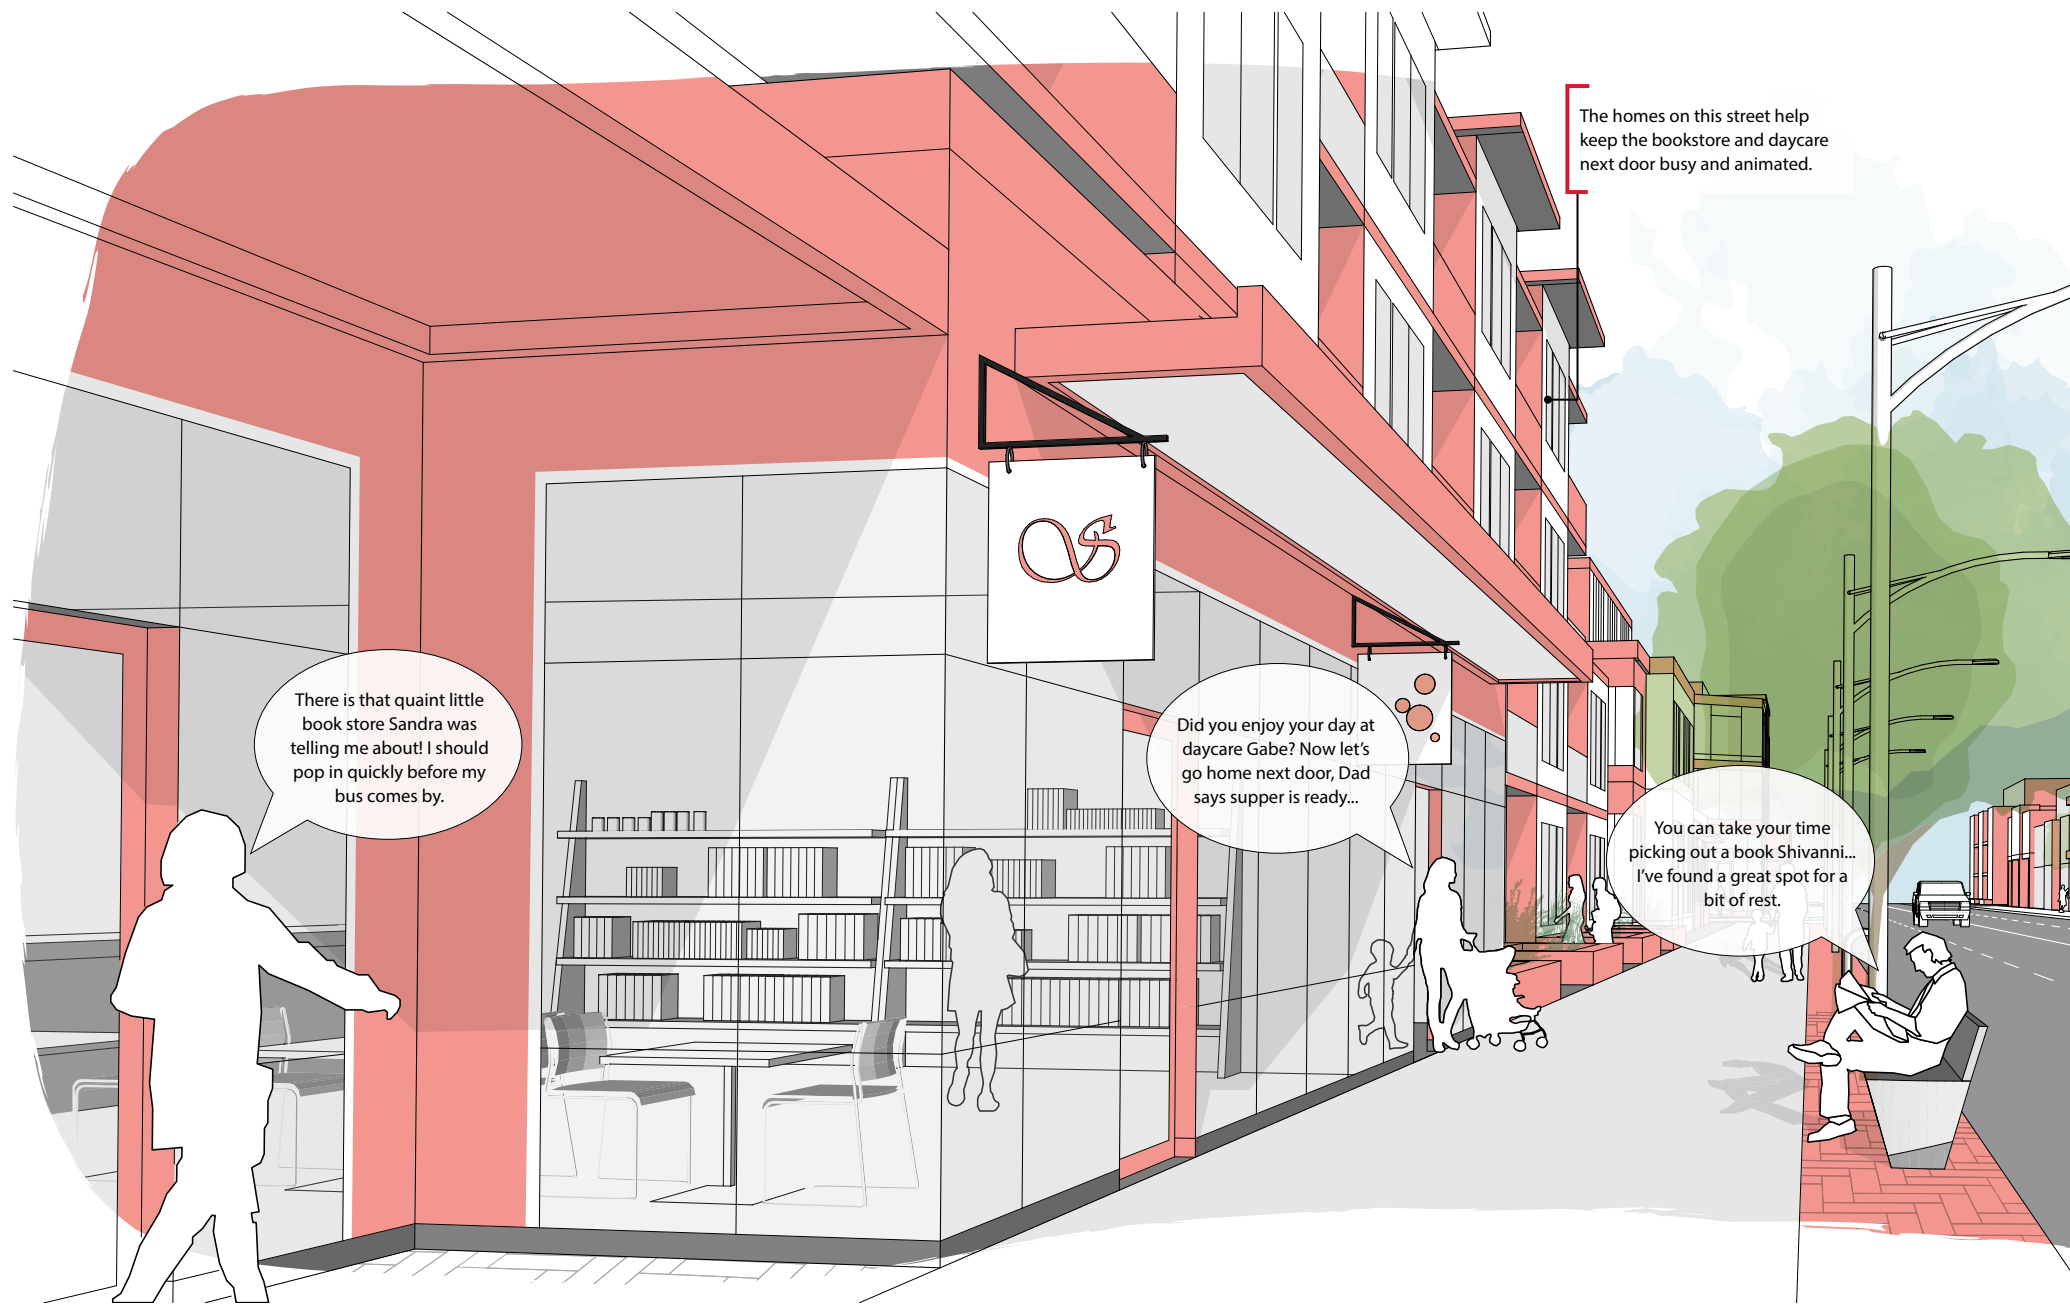 The homes on this street help
keep the bookstore and daycare
next door busy and animated.
There is that quaint little
book store Sandra was
telling me about! I should
pop in quickly before my
bus comes by.
Did you enjoy your day at
daycare Gabe? Now let’s
go home next door, Dad
says supper is ready...
You can take your time
picking out a book Shivanni...
I’ve found a great spot for a
bit of rest.